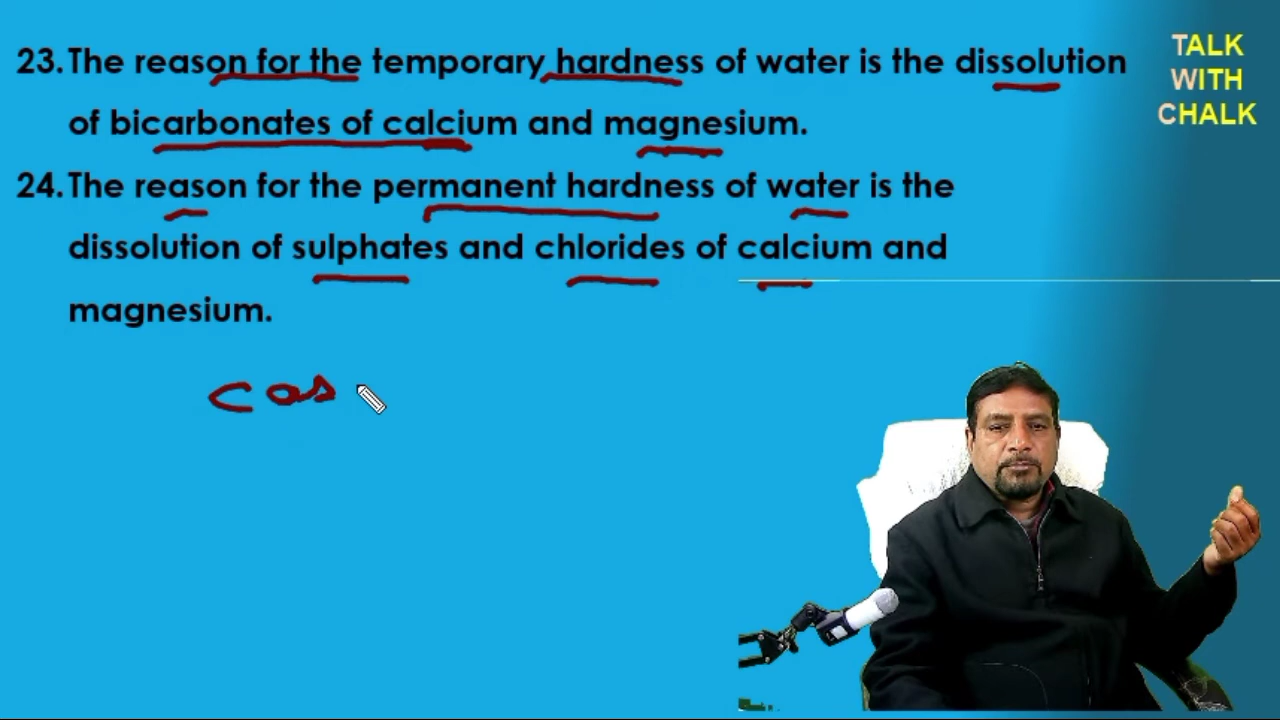 23. The reason for the temporary hardness of water is the dissolution
of bicarbonates of calcium and magnesium.
24. The reason for the permanent hardness of water is the
dissolution of sulphates and chlorides of calcium and
magnesium.
cas
TALK
WITH
CHALK